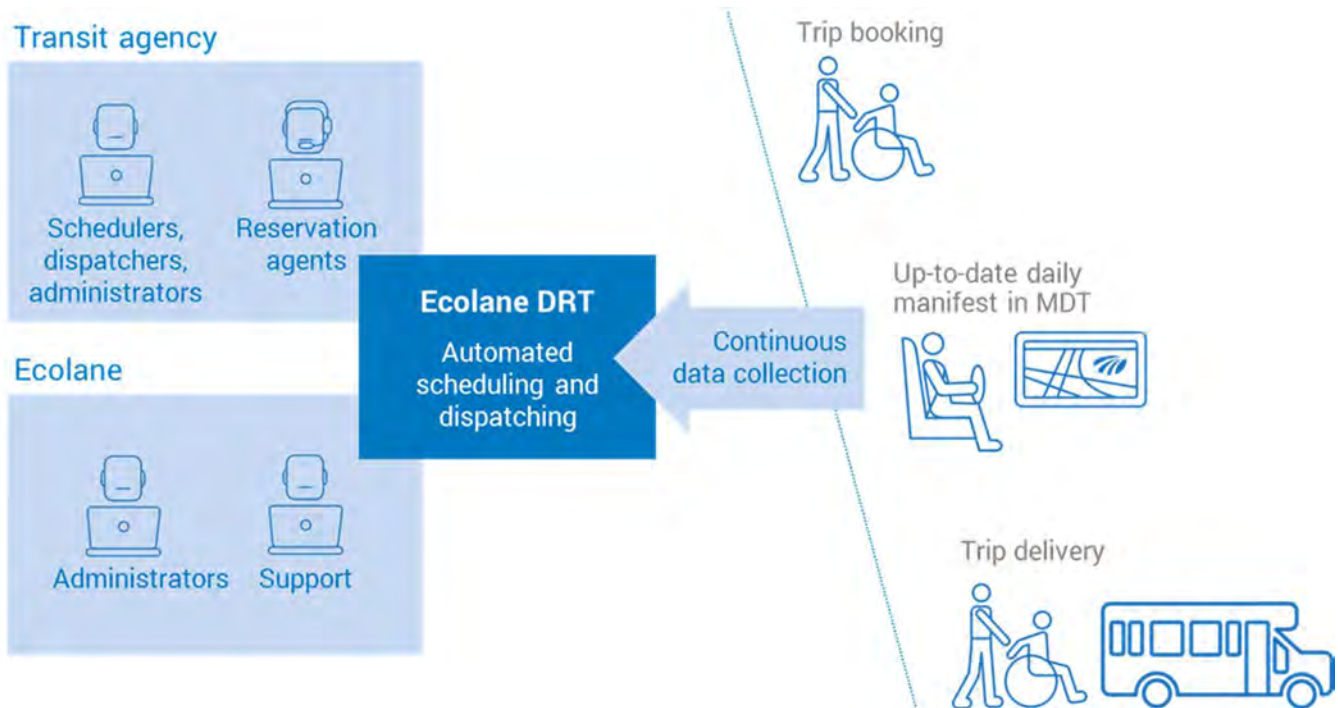 Transit agency
Schedulers,
dispatchers,
administrators
Reservation
agents
Ecolane
Administrators
Support
Ecolane DRT
Automated
scheduling and
dispatching
Continuous
data collection
Trip booking
Up-to-date daily
manifest in MDT
Trip delivery